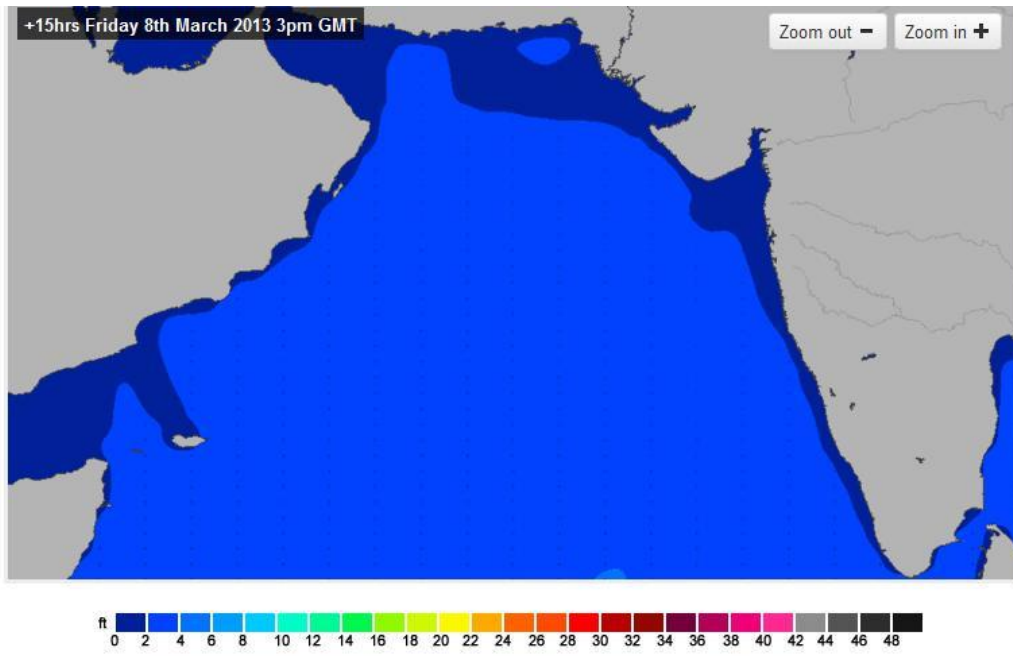 +15hrs Friday 8th March 2013 3pm GMT
Zoom out −
Zoom in +
ft
0 2 4 6 8 10 12 14 16 18 20 22 24 26 28 30 32 34 36 38 40 42 44 46 48